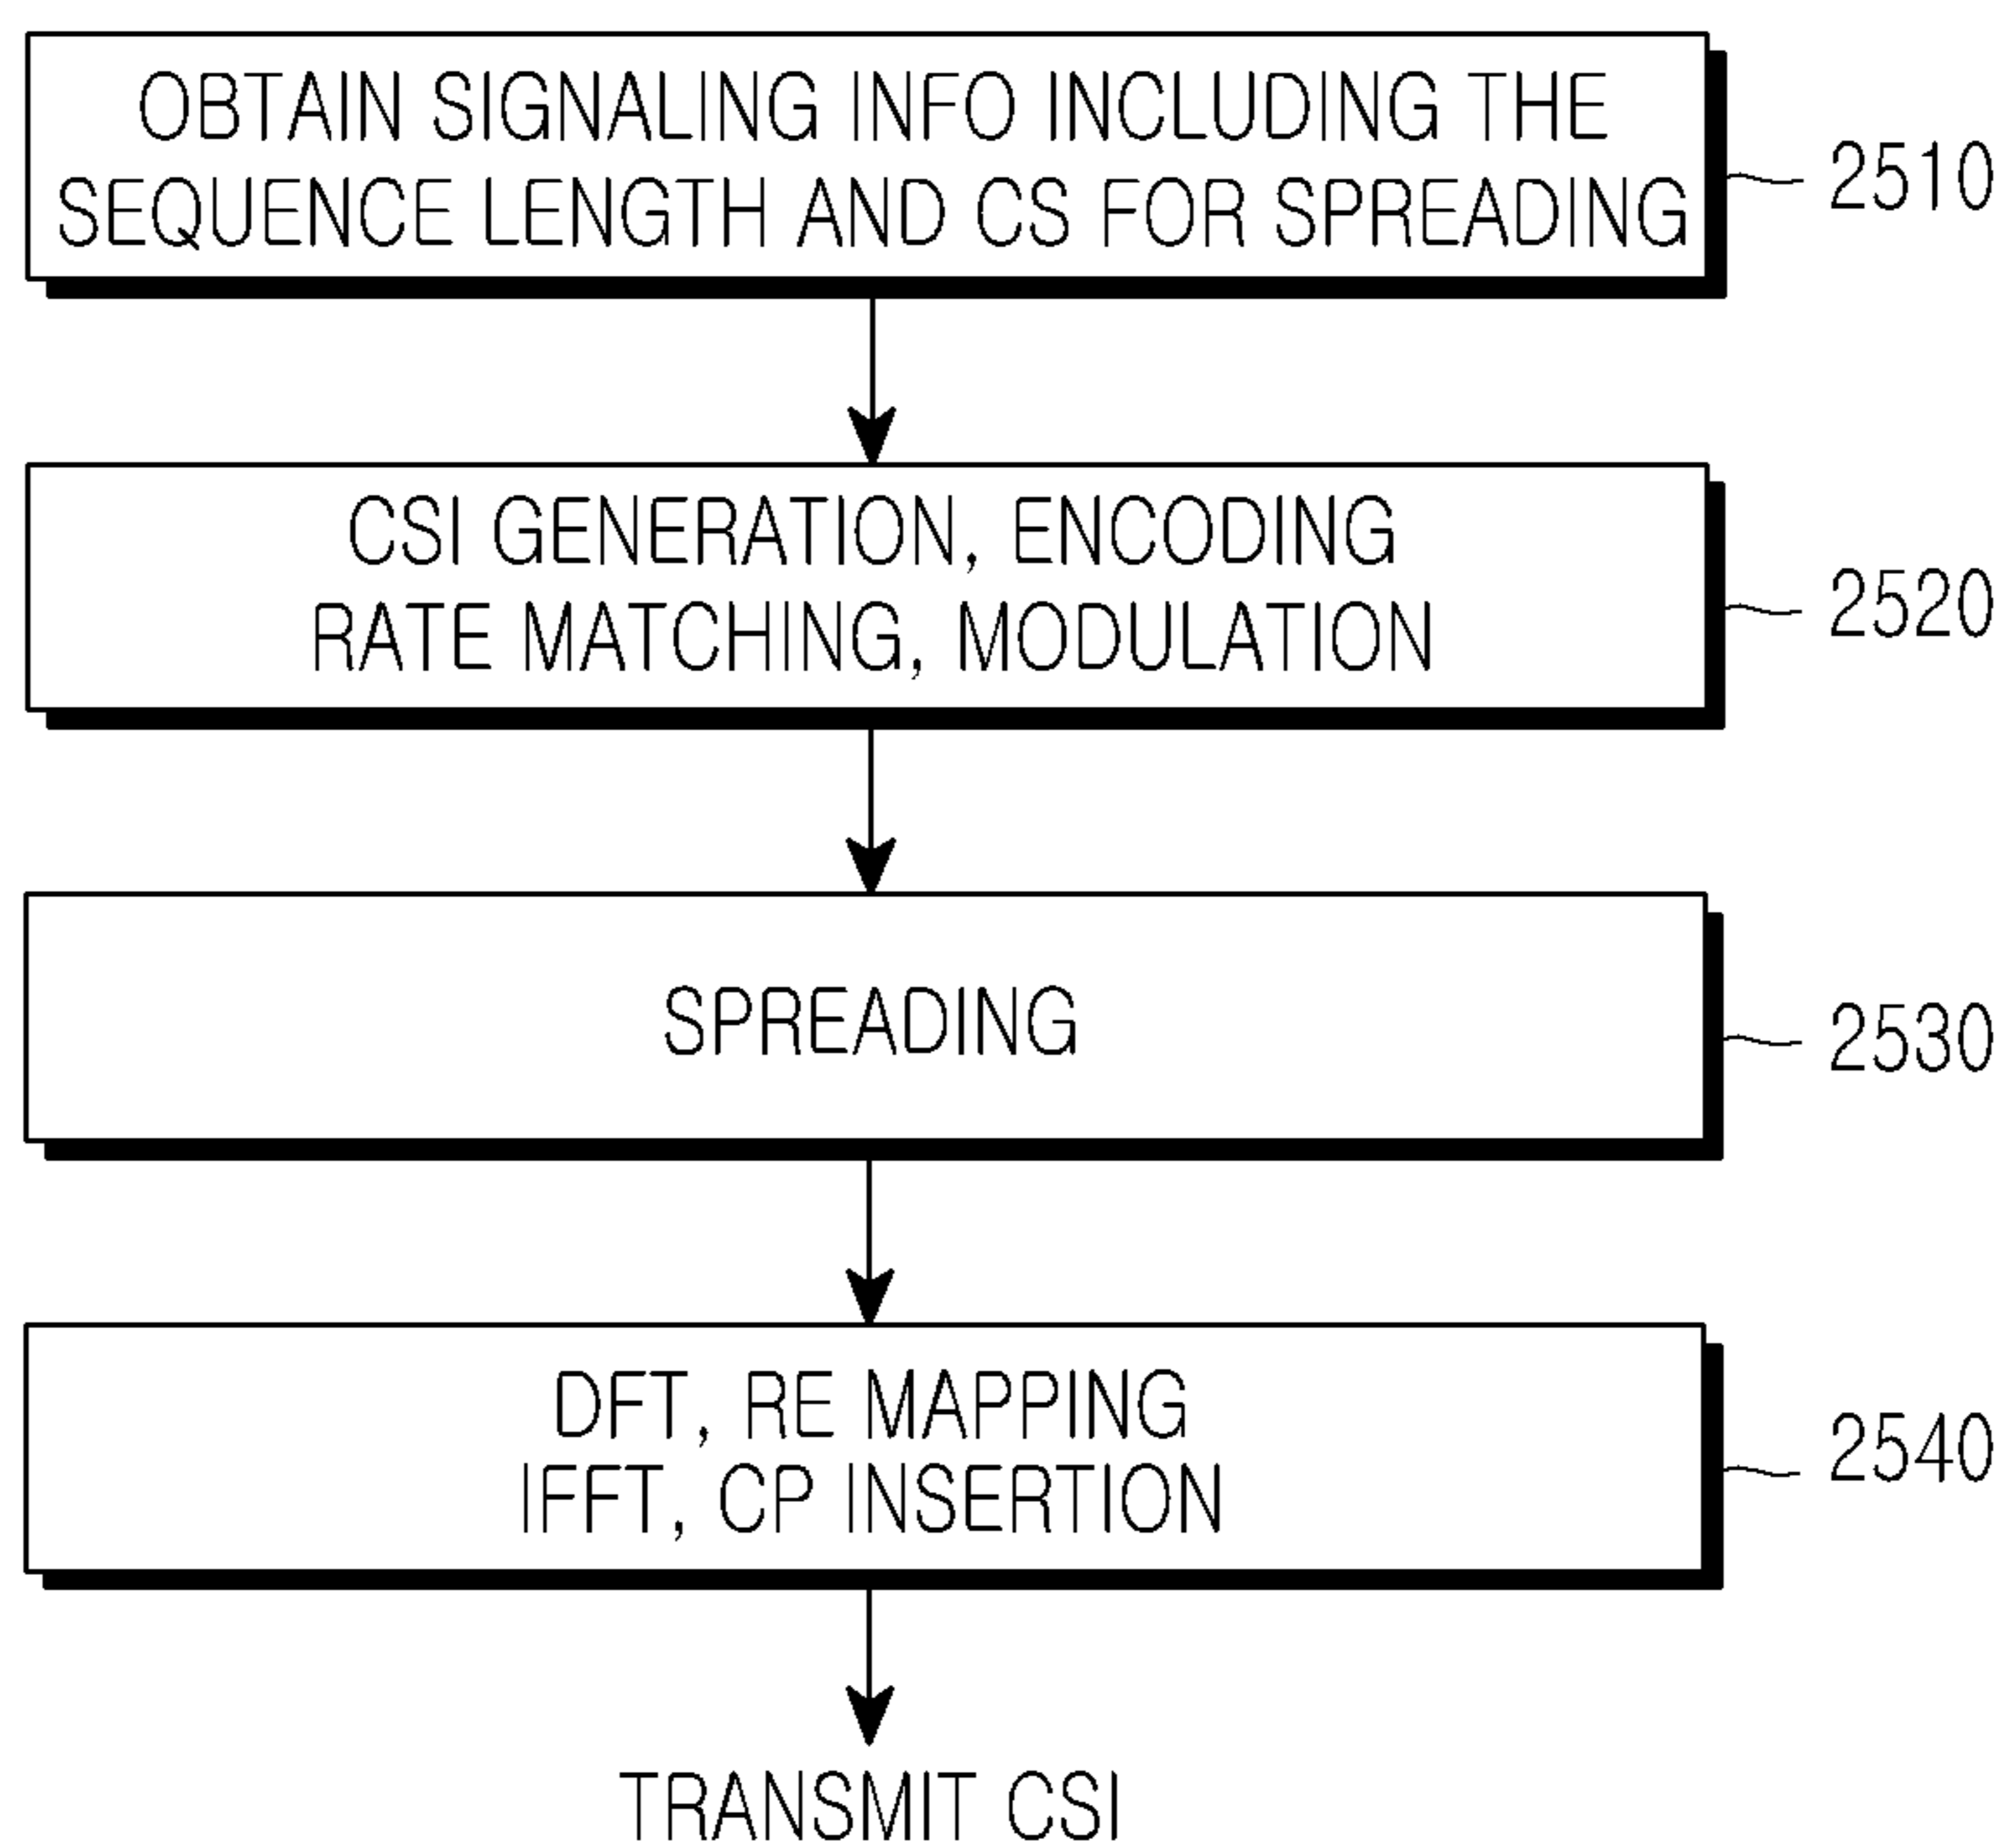 OBTAIN SIGNALING INFO INCLUDING THE
SEQUENCE LENGTH AND CS FOR SPREADING
2510
CSI GENERATION, ENCODING
RATE MATCHING, MODULATION
2520
SPREADING
2530
DFT, RE MAPPING
IFFT, CP INSERTION
2540
TRANSMIT CSI